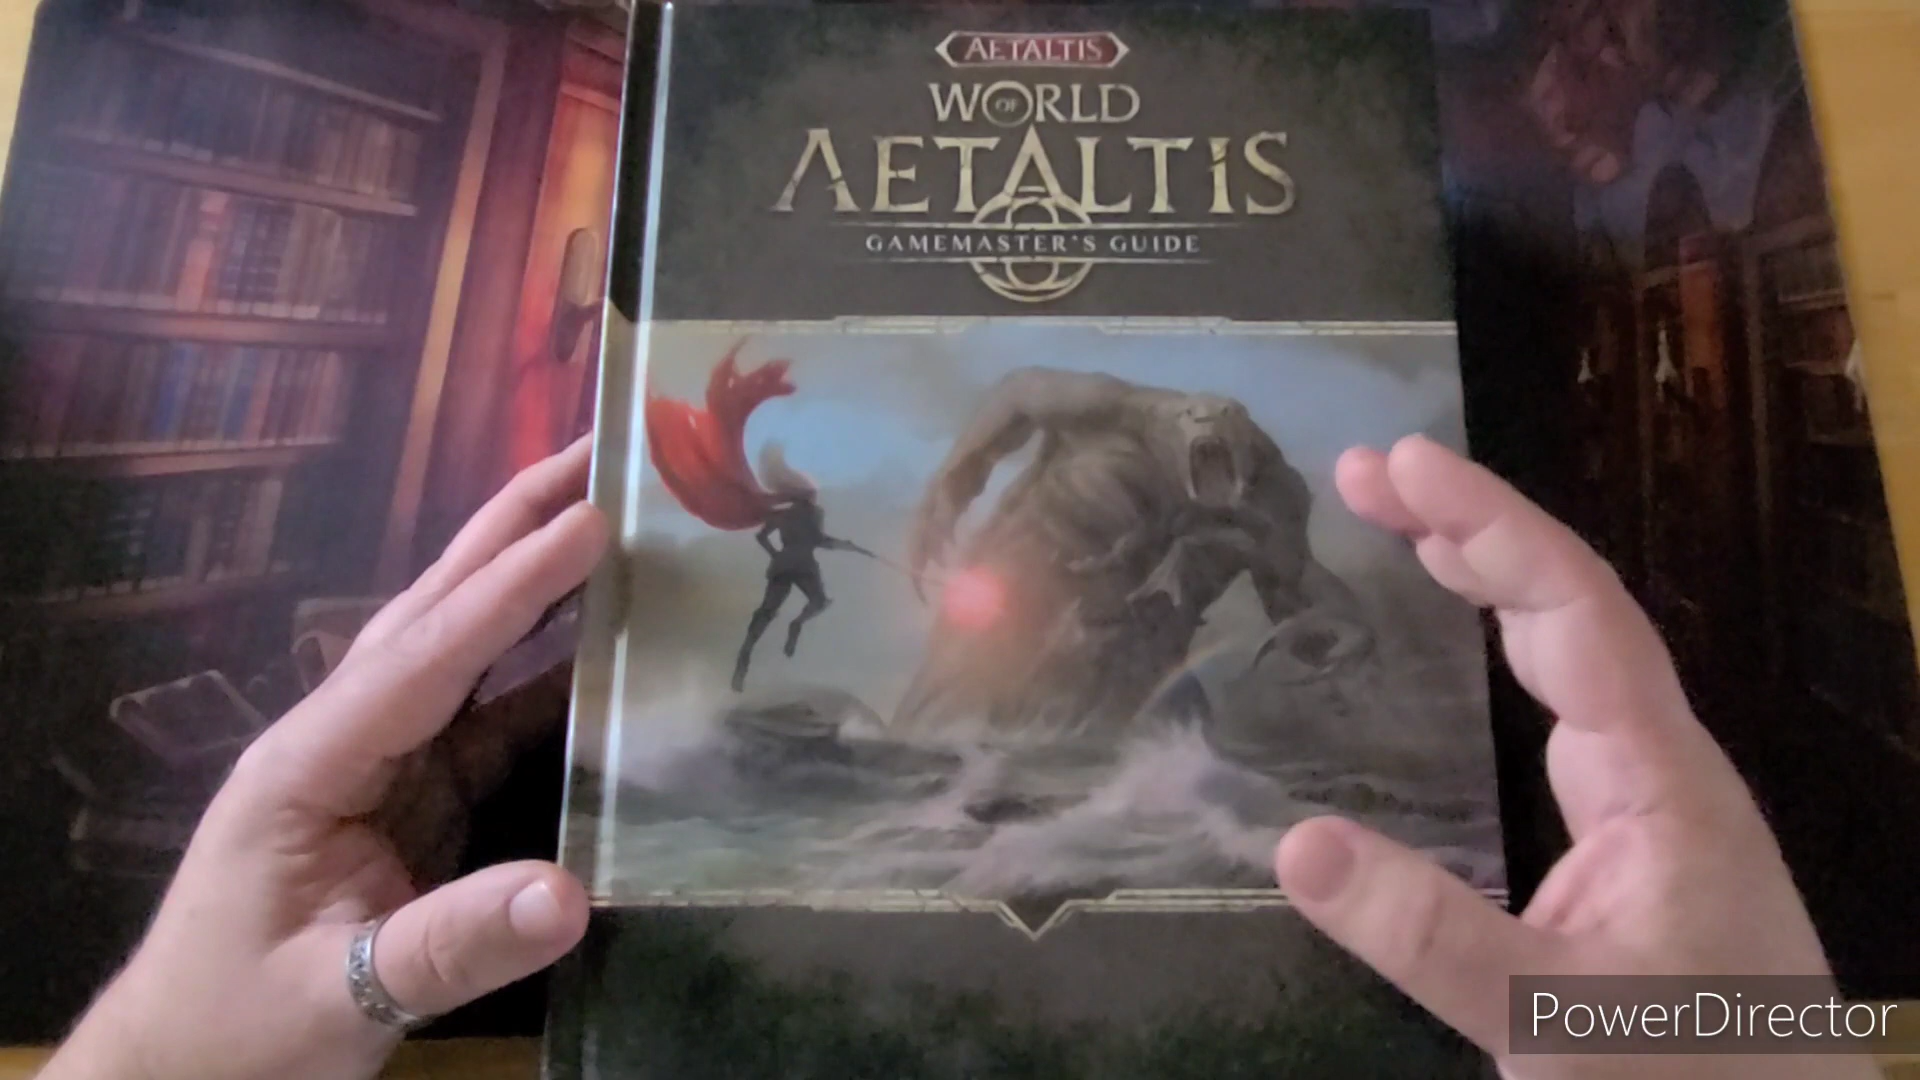 AETALTIS
WORLD
OF
AETALTIS
GAMEMASTER'S GUIDE
PowerDirector